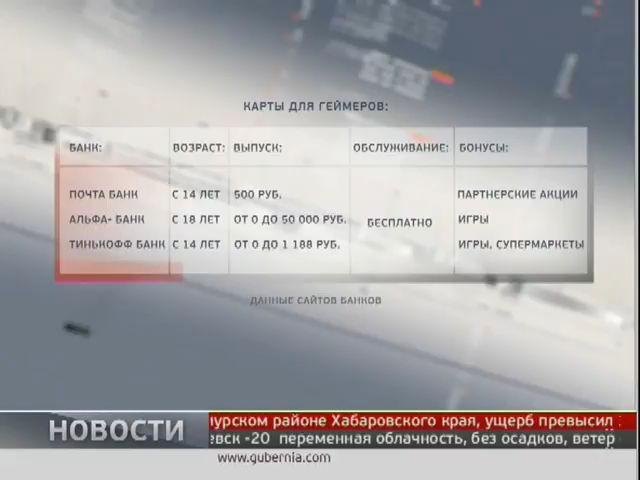 КАРТЫ ДЛЯ ГЕЙМЕРОВ:
БАНК: ВОЗРАСТ: ВЫПУСК: ОБСЛУЖИВАНИЕ: БОНУСЫ:
ПОЧТА БАНК С 14 ЛЕТ 500 РУБ. ПАРТНЕРСКИЕ АКЦИИ
АЛЬФА- БАНК С 18 ЛЕТ ОТ 0 ДО 50 000 РУБ. БЕСПЛАТНО ИГРЫ
ТИНЬКОФФ БАНК С 14 ЛЕТ ОТ 0 ДО 1 188 РУБ. ИГРЫ, СУПЕРМАРКЕТЫ
ДАННЫЕ САЙТОВ БАНКОВ
НОВОСТИ
мурском районе Хабаровского края, ущерб превысил
евск -20 переменная облачность, без осадков, ветер
www.gubernia.com